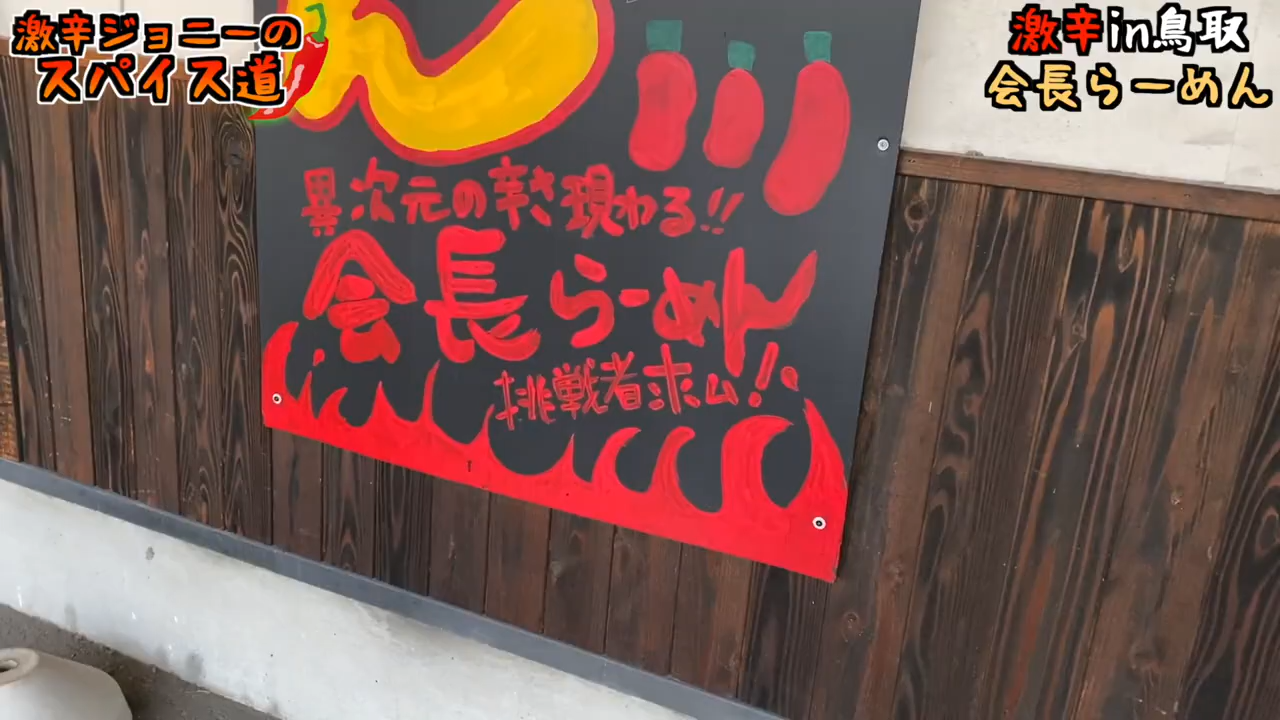 激辛ジョニーの
スパイス道
激辛in鳥取
会長らーめん
ん
異次元の辛さ現わる!!
会長らーめん
挑戦者求ム!